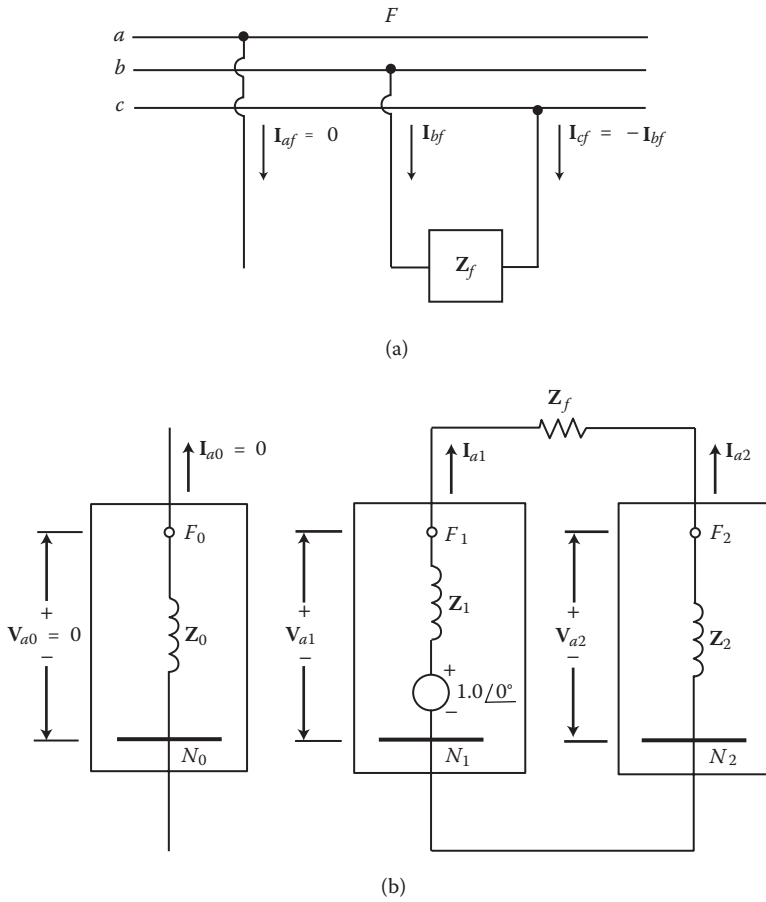 F
a
b
c
I_af = 0
I_bf
I_cf = − I_bf
Z_f
(a)
Z_f
I_a0 = 0
I_a1
I_a2
F_0
F_1
F_2
+
V_a0 = 0
−
Z_0
+
V_a1
−
Z_1
+
1.0/0°
−
+
V_a2
−
Z_2
N_0
N_1
N_2
(b)